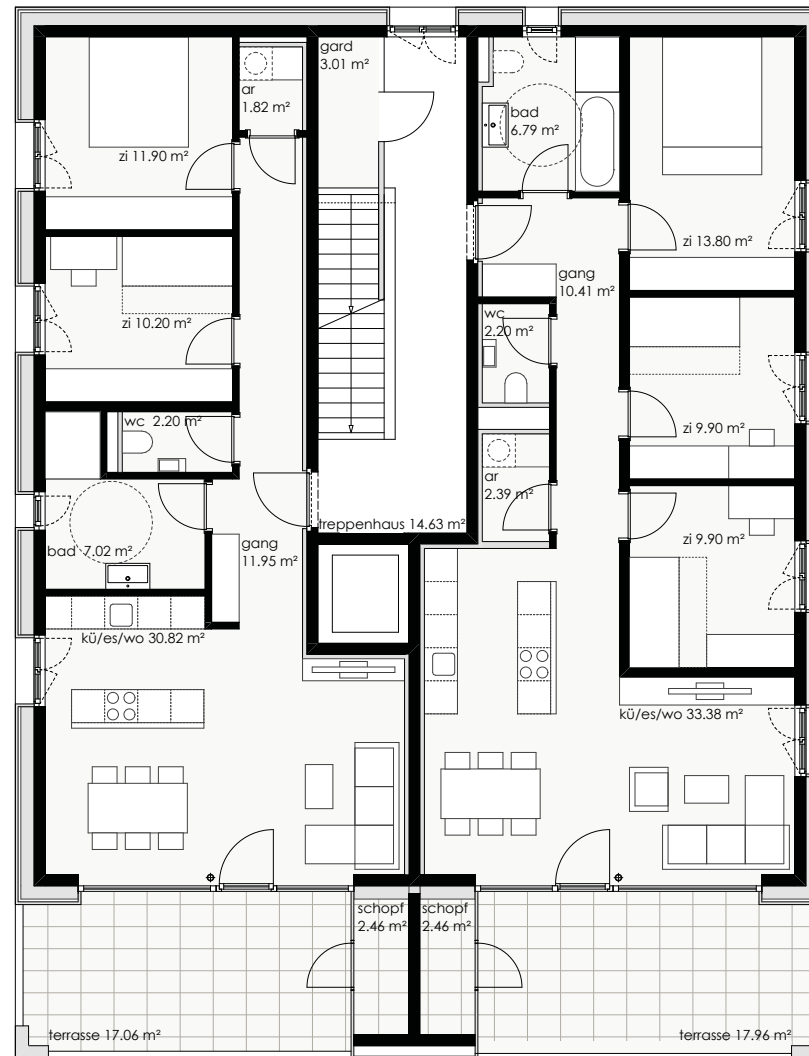 gard
3.01 m²
ar
1.82 m²
bad
6.79 m²
zi 11.90 m²
zi 13.80 m²
gang
10.41 m²
zi 10.20 m²
wc
2.20 m²
wc 2.20 m²
zi 9.90 m²
ar
2.39 m²
treppenhaus 14.63 m²
zi 9.90 m²
bad 7.02 m²
gang
11.95 m²
kü/es/wo 30.82 m²
kü/es/wo 33.38 m²
schopf
2.46 m²
schopf
2.46 m²
terrasse 17.06 m²
terrasse 17.96 m²